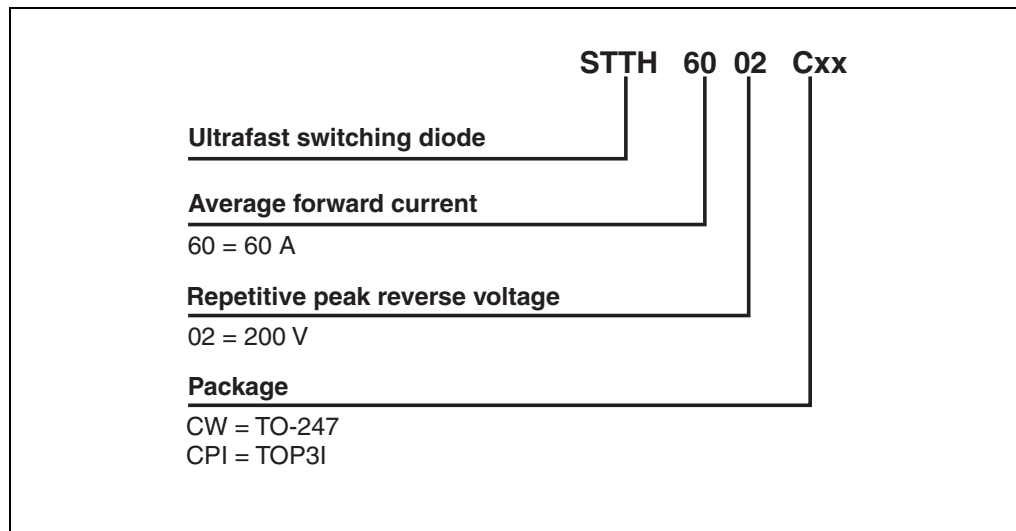 STTH 60 02 Cxx
Ultrafast switching diode
Average forward current
60 = 60 A
Repetitive peak reverse voltage
02 = 200 V
Package
CW = TO-247
CPI = TOP3I